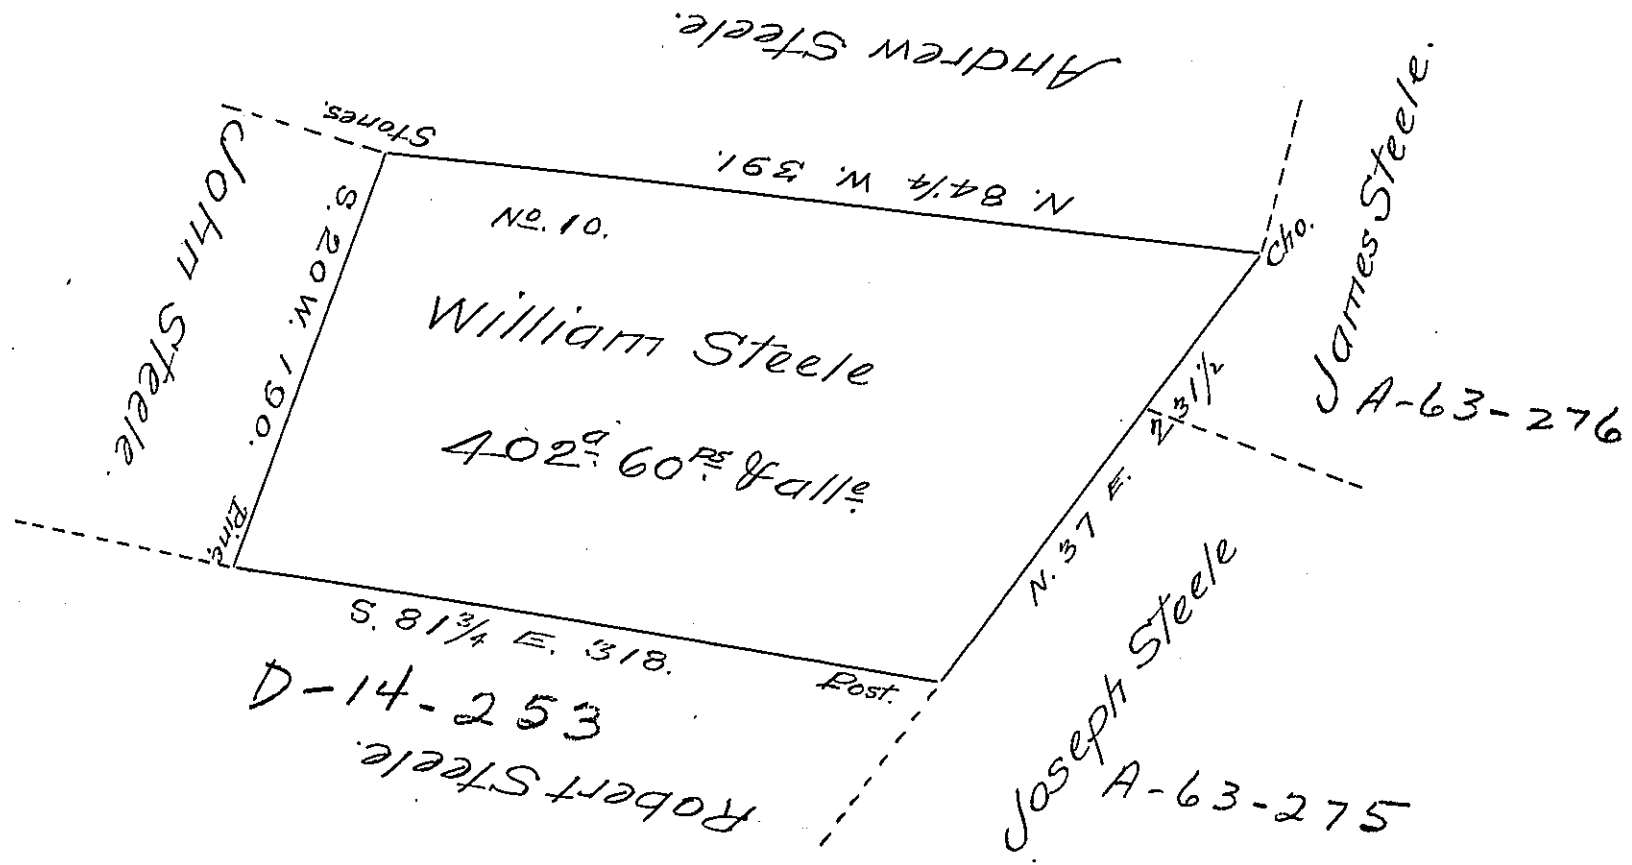 Andrew Steele.
Stones.
N. 84¼ W. 391.
Cho.
James Steele.
A-63-276
John Steele.
S. 20 W. 190.
No. 10.
William Steele
402a. 60ps. & alle.
N. 37 E. 231½
Pine
S. 81¾ E. 318.
Post.
D-14-253
Robert Steele.
Joseph Steele
A-63-275